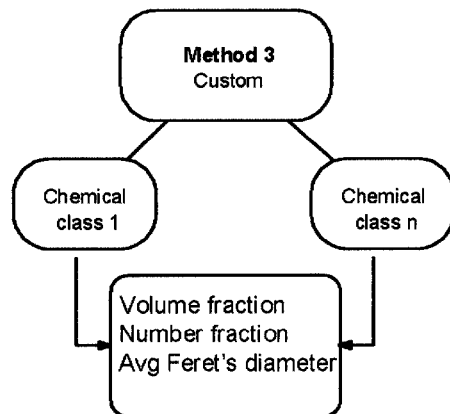 Method 3
Custom
Chemical
class 1
Chemical
class n
Volume fraction
Number fraction
Avg Feret's diameter